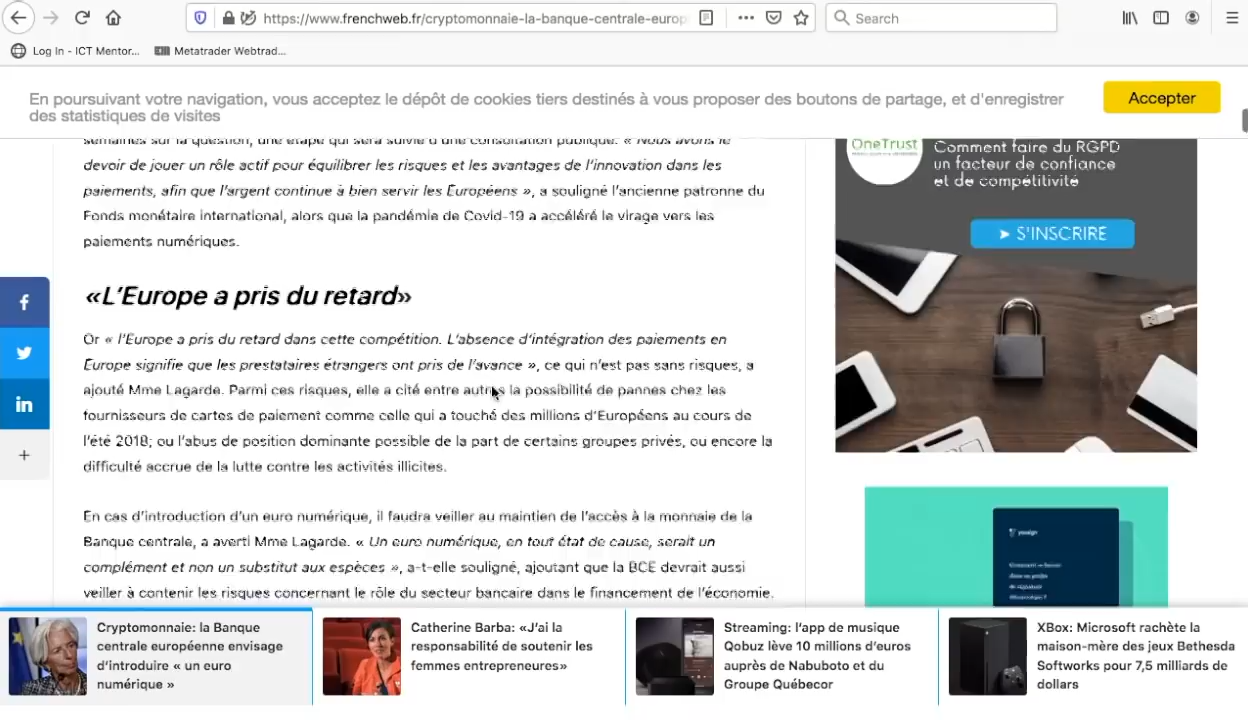 https://www.frenchweb.fr/cryptomonnaie-la-banque-centrale-europ
Search
Log In - ICT Mentor...
Metatrader Webtrad...
En poursuivant votre navigation, vous acceptez le dépôt de cookies tiers destinés à vous proposer des boutons de partage, et d'enregistrer
des statistiques de visites
Accepter
semaines sur la question, une étape qui sera suivie d'une consultation publique. « Nous avons le
devoir de jouer un rôle actif pour équilibrer les risques et les avantages de l'innovation dans les
paiements, afin que l'argent continue à bien servir les Européens », a souligné l'ancienne patronne du
Fonds monétaire international, alors que la pandémie de Covid-19 a accéléré le virage vers les
paiements numériques.
«L'Europe a pris du retard»
Or « l'Europe a pris du retard dans cette compétition. L'absence d'intégration des paiements en
Europe signifie que les prestataires étrangers ont pris de l'avance », ce qui n'est pas sans risques, a
ajouté Mme Lagarde. Parmi ces risques, elle a cité entre autres la possibilité de pannes chez les
fournisseurs de cartes de paiement comme celle qui a touché des millions d'Européens au cours de
l'été 2018; ou l'abus de position dominante possible de la part de certains groupes privés, ou encore la
difficulté accrue de la lutte contre les activités illicites.
En cas d'introduction d'un euro numérique, il faudra veiller au maintien de l'accès à la monnaie de la
Banque centrale, a averti Mme Lagarde. « Un euro numérique, en tout état de cause, serait un
complément et non un substitut aux espèces », a-t-elle souligné, ajoutant que la BCE devrait aussi
veiller à contenir les risques concernant le rôle du secteur bancaire dans le financement de l'économie.
OneTrust
Comment faire du RGPD
un facteur de confiance
et de compétitivité
➤ S'INSCRIRE
yousign
Cryptomonnaie: la Banque
centrale européenne envisage
d'introduire « un euro
numérique »
Catherine Barba: «J'ai la
responsabilité de soutenir les
femmes entrepreneures»
Streaming: l'app de musique
Qobuz lève 10 millions d'euros
auprès de Nabuboto et du
Groupe Québecor
XBox: Microsoft rachète la
maison-mère des jeux Bethesda
Softworks pour 7,5 milliards de
dollars